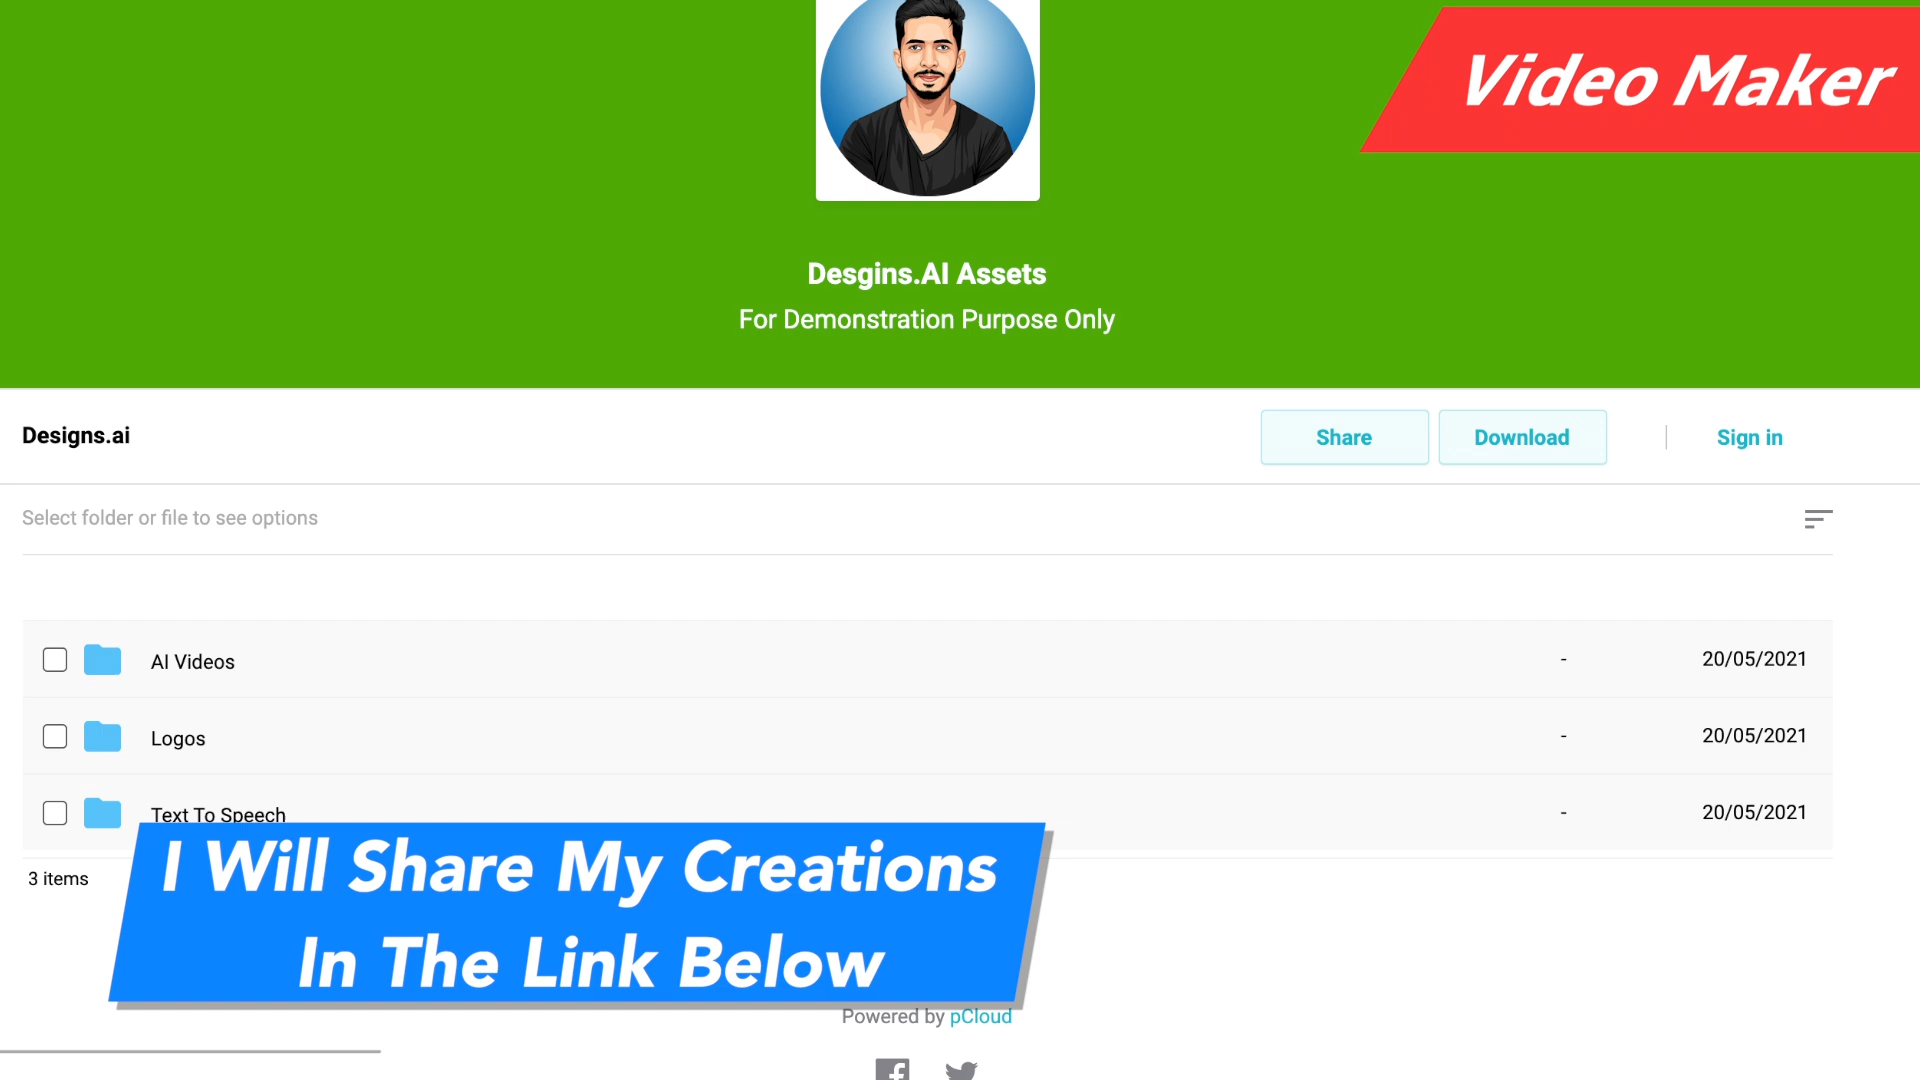 Video Maker
Desgins.AI Assets
For Demonstration Purpose Only
Designs.ai
Share
Download
Sign in
Select folder or file to see options
AI Videos - 20/05/2021
Logos - 20/05/2021
Text To Speech - 20/05/2021
3 items
I Will Share My Creations
In The Link Below
Powered by pCloud